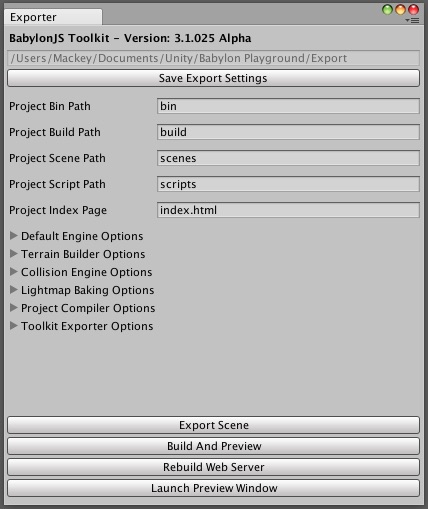 Exporter
BabylonJS Toolkit - Version: 3.1.025 Alpha
/Users/Mackey/Documents/Unity/Babylon Playground/Export
Save Export Settings
Project Bin Path bin
Project Build Path build
Project Scene Path scenes
Project Script Path scripts
Project Index Page index.html
Default Engine Options
Terrain Builder Options
Collision Engine Options
Lightmap Baking Options
Project Compiler Options
Toolkit Exporter Options
Export Scene
Build And Preview
Rebuild Web Server
Launch Preview Window